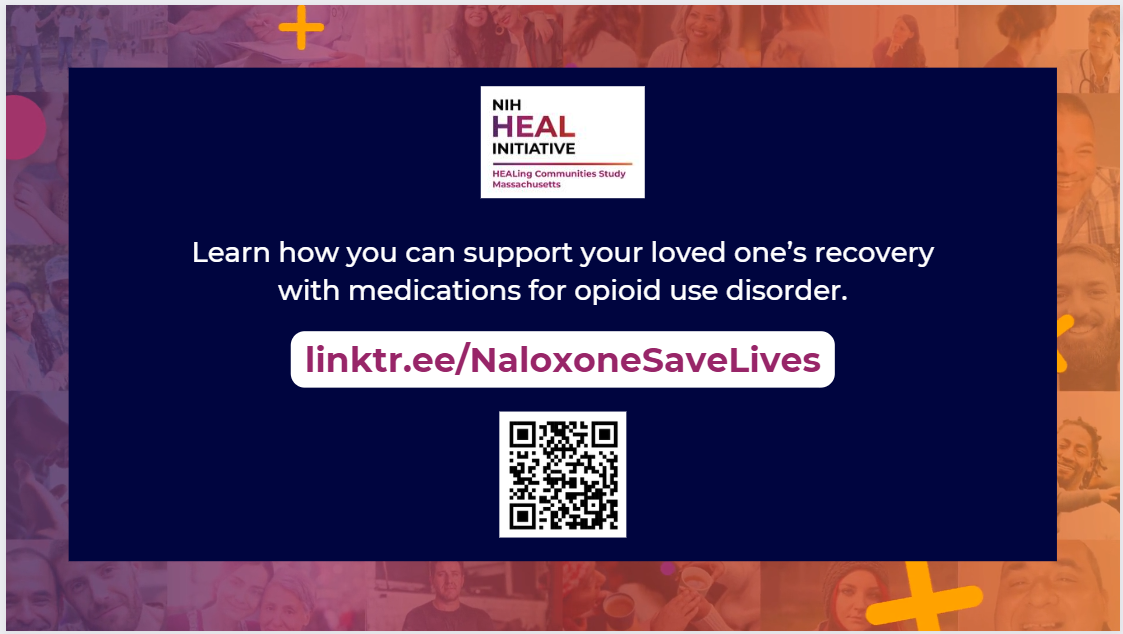 NIH
HEAL
INITIATIVE
HEALing Communities Study
Massachusetts
Learn how you can support your loved one’s recovery
with medications for opioid use disorder.
linktr.ee/NaloxoneSaveLives